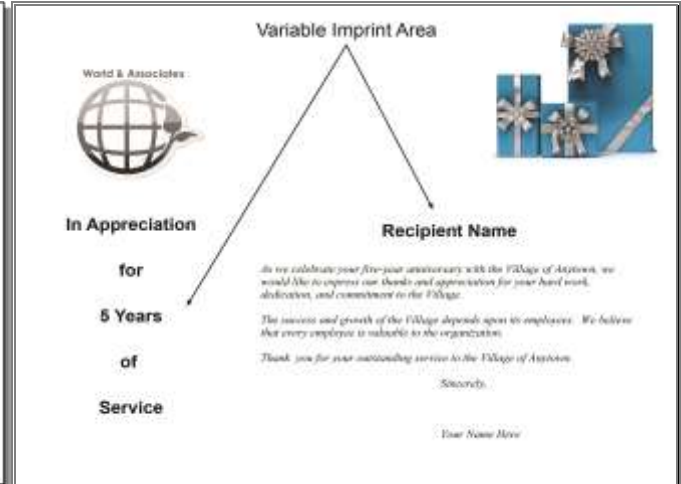 Variable Imprint Area
World & Associates
In Appreciation
for
5 Years
of
Service
Recipient Name
As we celebrate your five-year anniversary with the Village of Anytown, we
would like to express our thanks and appreciation for your hard work,
dedication, and commitment to the Village.
The success and growth of the Village depends upon its employees. We believe
that every employee is valuable to the organization.
Thank you for your outstanding service to the Village of Anytown.
Sincerely,
Your Name Here